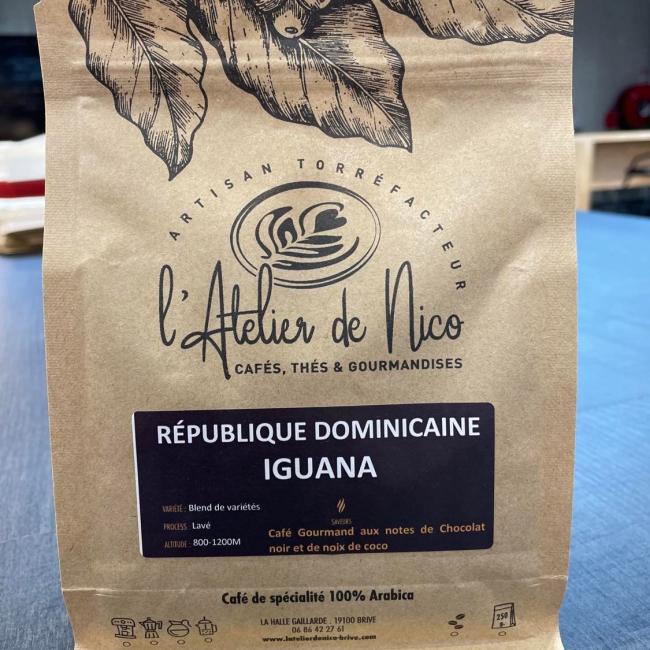 ARTISAN TORRÉFACTEUR
l'Atelier de Nico
CAFÉS, THÉS & GOURMANDISES
RÉPUBLIQUE DOMINICAINE
IGUANA
VARIÉTÉ : Blend de variétés
PROCESS Lavé
ALTITUDE : 800-1200M
SAVEURS
Café Gourmand aux notes de Chocolat
noir et de noix de coco
Café de spécialité 100% Arabica
LA HALLE GAILLARDE . 19100 BRIVE
06 86 42 27 61
www.latelierdenico-brive.com
250